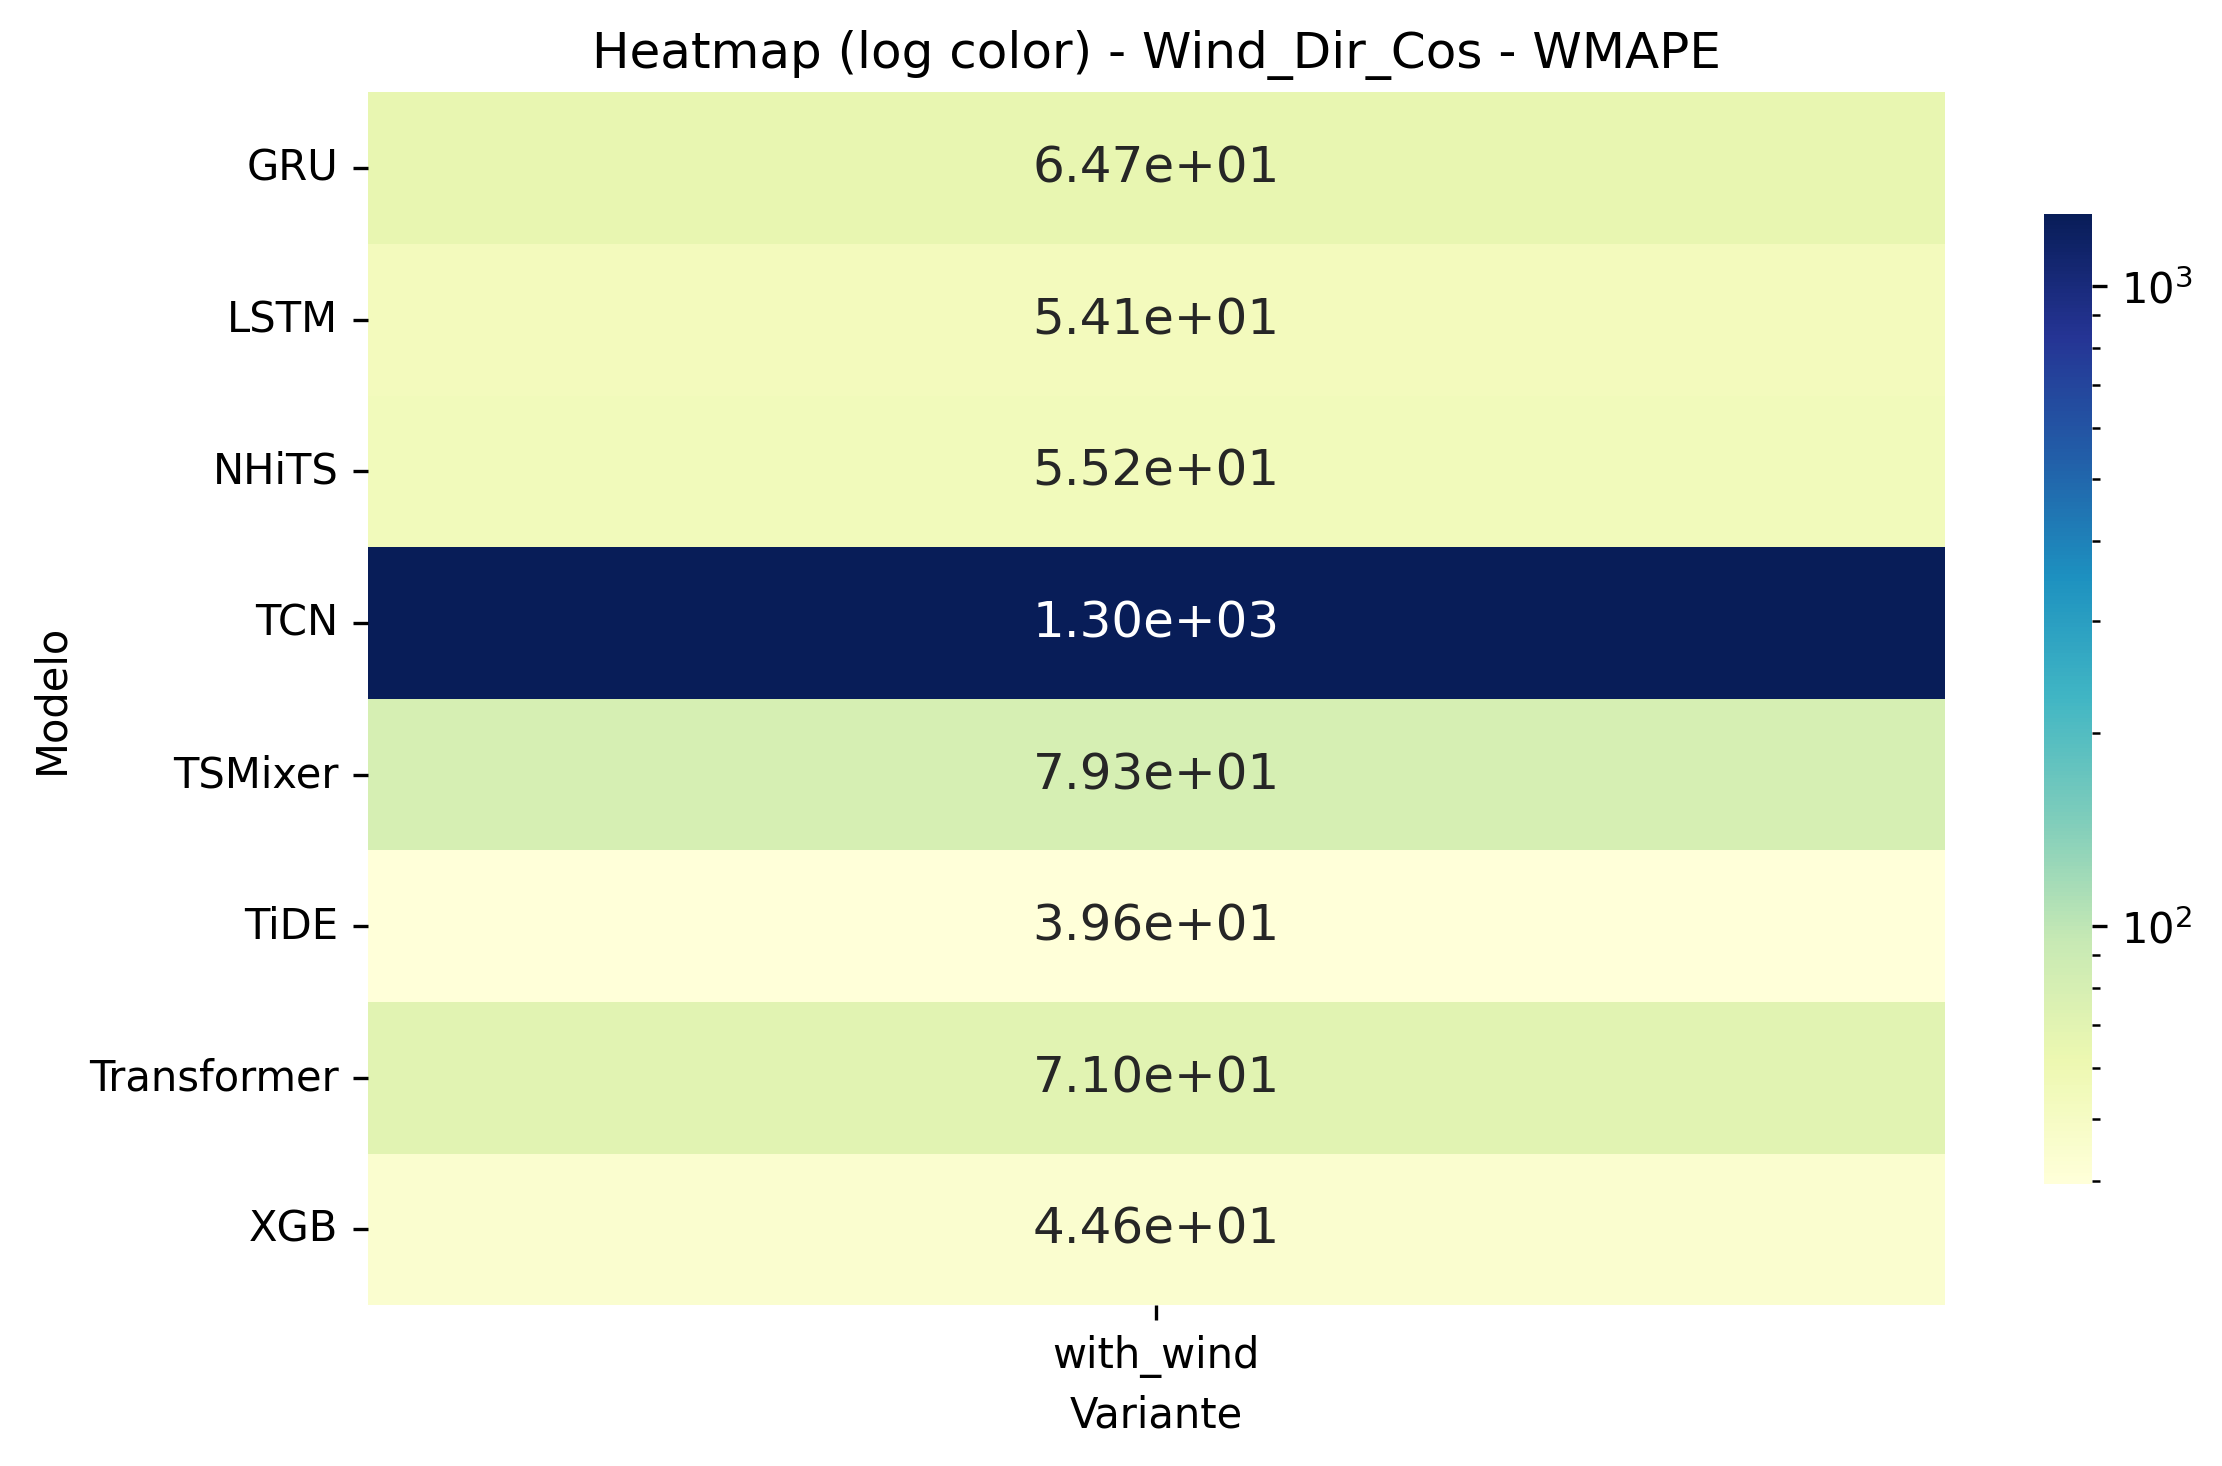 Heatmap (log color) - Wind_Dir_Cos - WMAPE
GRU 6.47e+01
LSTM 5.41e+01
NHiTS 5.52e+01
TCN 1.30e+03
TSMixer 7.93e+01
TiDE 3.96e+01
Transformer 7.10e+01
XGB 4.46e+01
Modelo
with_wind
Variante
10³
10²